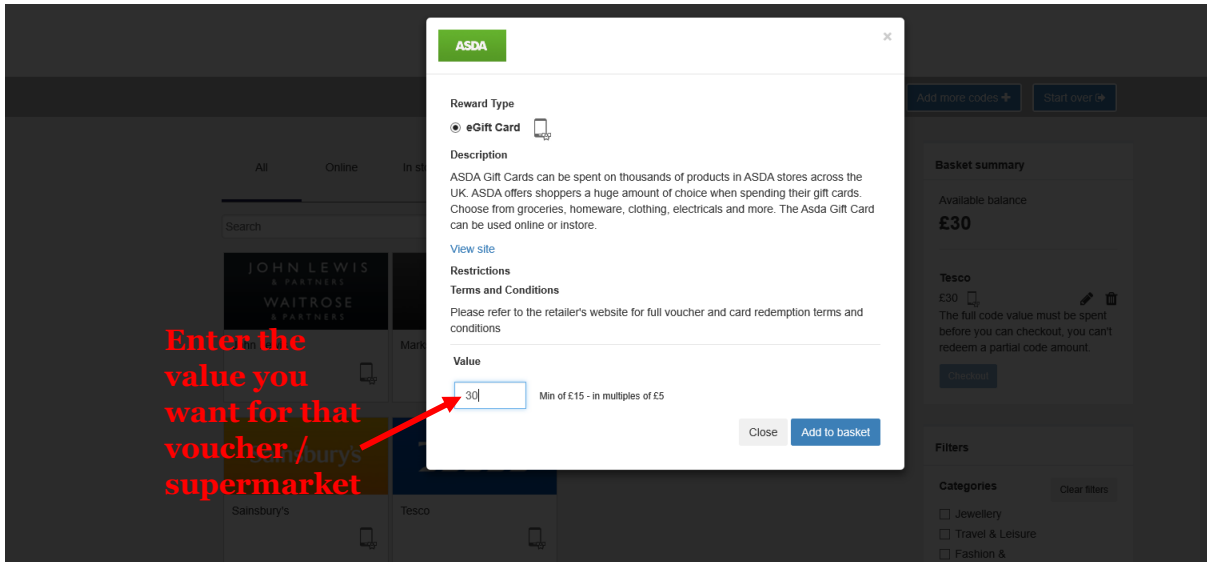 ASDA
×
Add more codes
Start over
Reward Type
eGift Card
All
Online
In st
Description
Basket summary
ASDA Gift Cards can be spent on thousands of products in ASDA stores across the
UK. ASDA offers shoppers a huge amount of choice when spending their gift cards.
Choose from groceries, homeware, clothing, electricals and more. The Asda Gift Card
can be used online or instore.
Available balance
£30
Search
View site
JOHN LEWIS
& PARTNERS
WAITROSE
& PARTNERS
Restrictions
Terms and Conditions
Please refer to the retailer's website for full voucher and card redemption terms and
conditions
Tesco
£30
The full code value must be spent
before you can checkout, you can't
redeem a partial code amount.
Checkout
Mark
Enter the
value you
want for that
voucher /
supermarket
Value
30
Min of £15 - in multiples of £5
Close
Add to basket
Sainsbury's
Filters
Categories
Clear filters
Sainsbury's
Tesco
Jewellery
Travel & Leisure
Fashion &